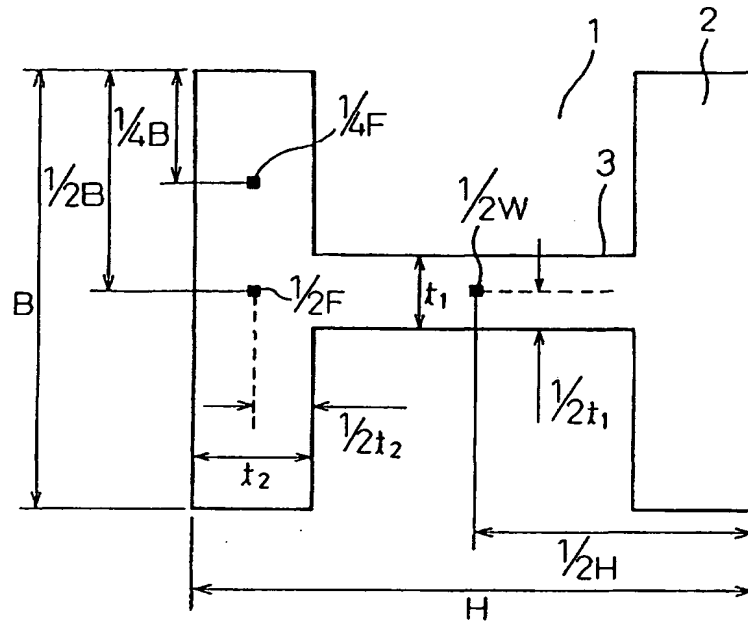 1
2
1/4B
1/4F
1/2B
1/2W
3
B
1/2F
t₁
1/2t₂
1/2t₁
t₂
1/2H
H